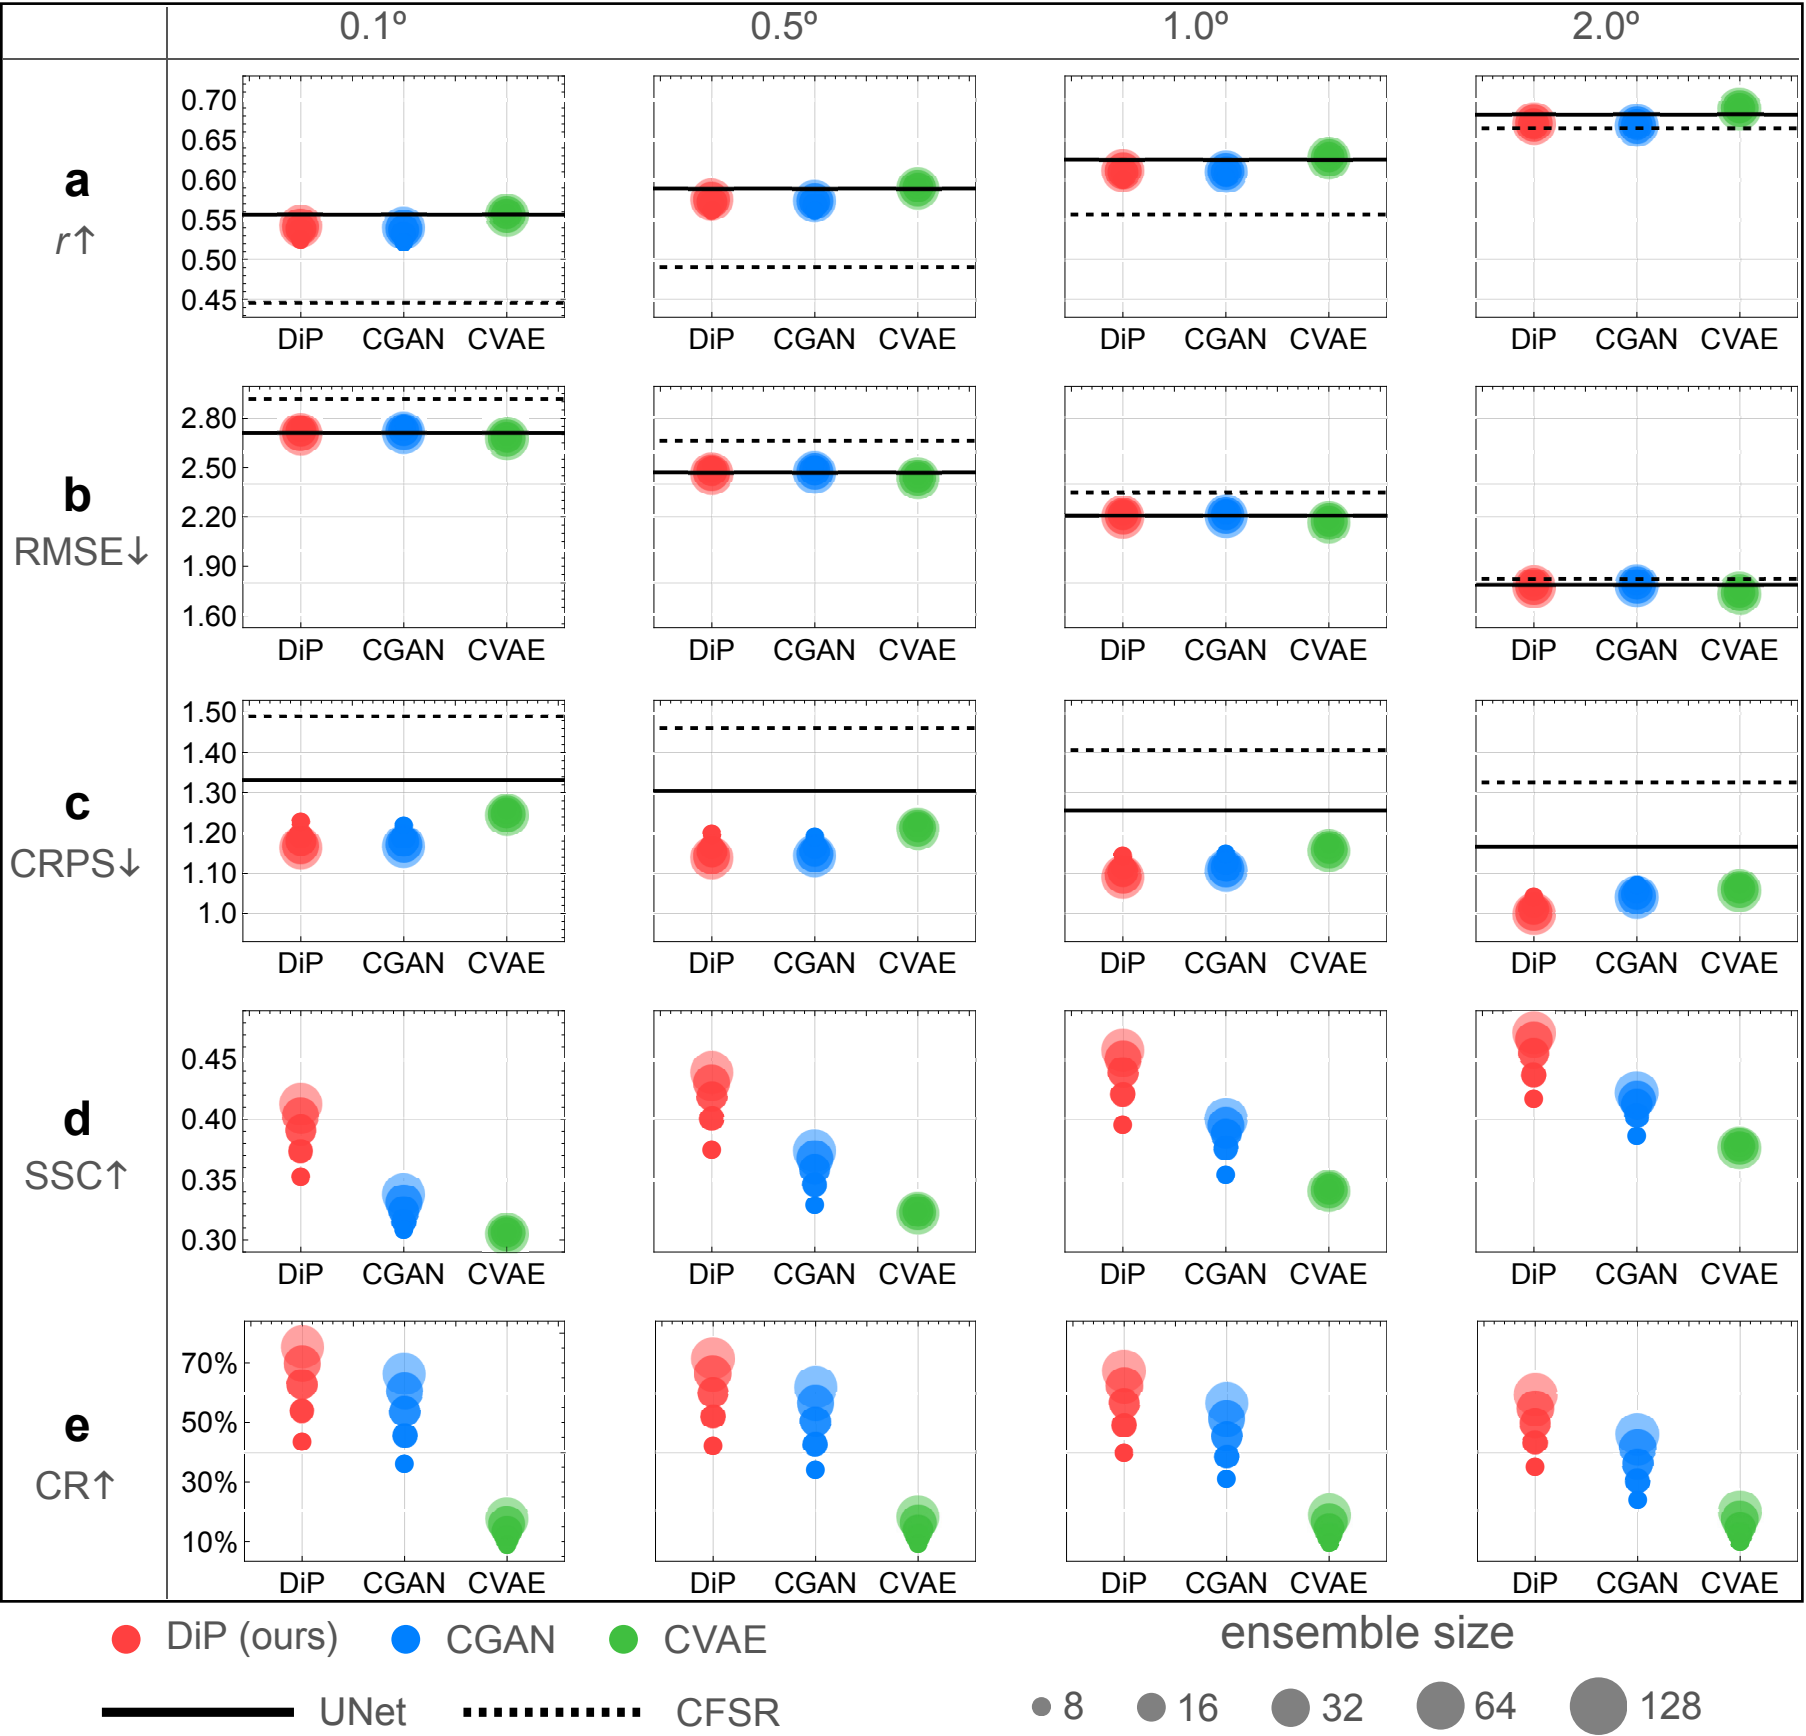 0.1º 0.5º 1.0º 2.0º
a
r↑
0.70
0.65
0.60
0.55
0.50
0.45
DiP CGAN CVAE DiP CGAN CVAE DiP CGAN CVAE DiP CGAN CVAE
b
RMSE↓
2.80
2.50
2.20
1.90
1.60
DiP CGAN CVAE DiP CGAN CVAE DiP CGAN CVAE DiP CGAN CVAE
c
CRPS↓
1.50
1.40
1.30
1.20
1.10
1.0
DiP CGAN CVAE DiP CGAN CVAE DiP CGAN CVAE DiP CGAN CVAE
d
SSC↑
0.45
0.40
0.35
0.30
DiP CGAN CVAE DiP CGAN CVAE DiP CGAN CVAE DiP CGAN CVAE
e
CR↑
70%
50%
30%
10%
DiP CGAN CVAE DiP CGAN CVAE DiP CGAN CVAE DiP CGAN CVAE
DiP (ours) CGAN CVAE
UNet CFSR
ensemble size
8 16 32 64 128